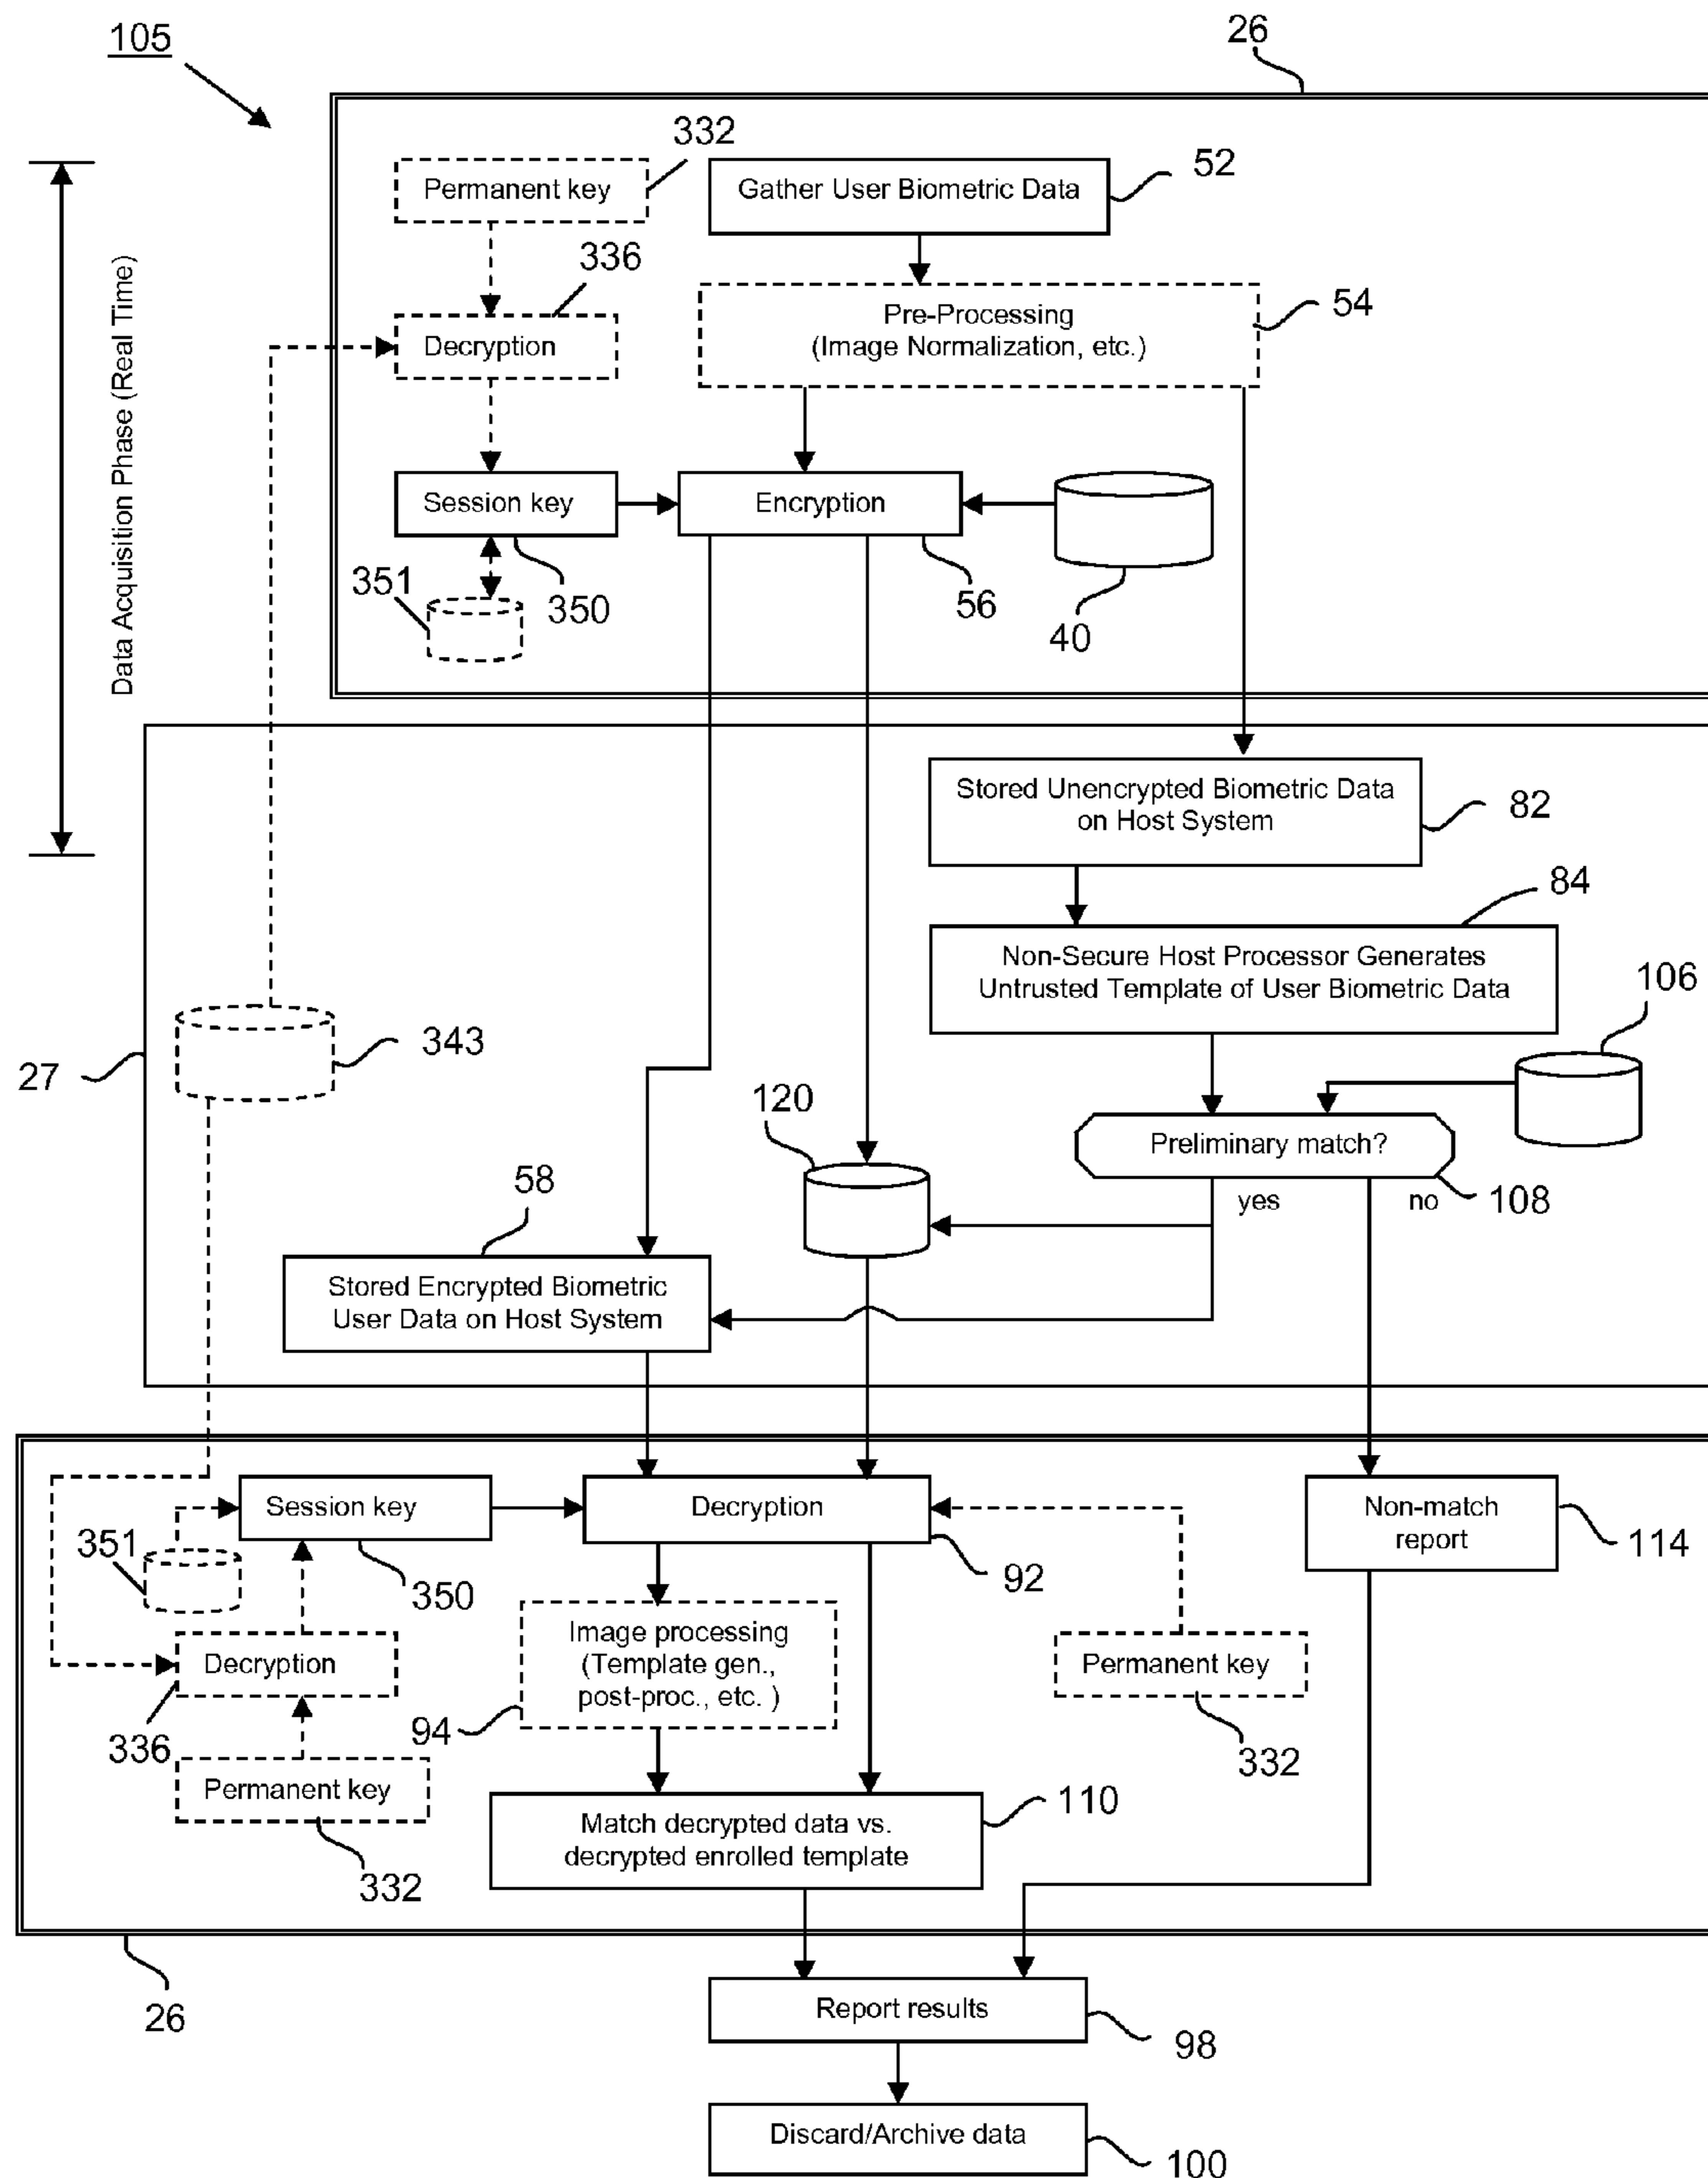 105
26
332
Permanent key
Gather User Biometric Data
52
336
Pre-Processing
(Image Normalization, etc.)
54
Decryption
Data Acquisition Phase (Real Time)
Session key
Encryption
351
350
56
40
Stored Unencrypted Biometric Data
on Host System
82
84
Non-Secure Host Processor Generates
Untrusted Template of User Biometric Data
106
343
27
120
Preliminary match?
58
yes
no
108
Stored Encrypted Biometric
User Data on Host System
Session key
Decryption
Non-match
report
114
351
350
92
Image processing
(Template gen.,
post-proc., etc. )
Decryption
Permanent key
94
336
332
Permanent key
110
Match decrypted data vs.
decrypted enrolled template
332
26
Report results
98
Discard/Archive data
100